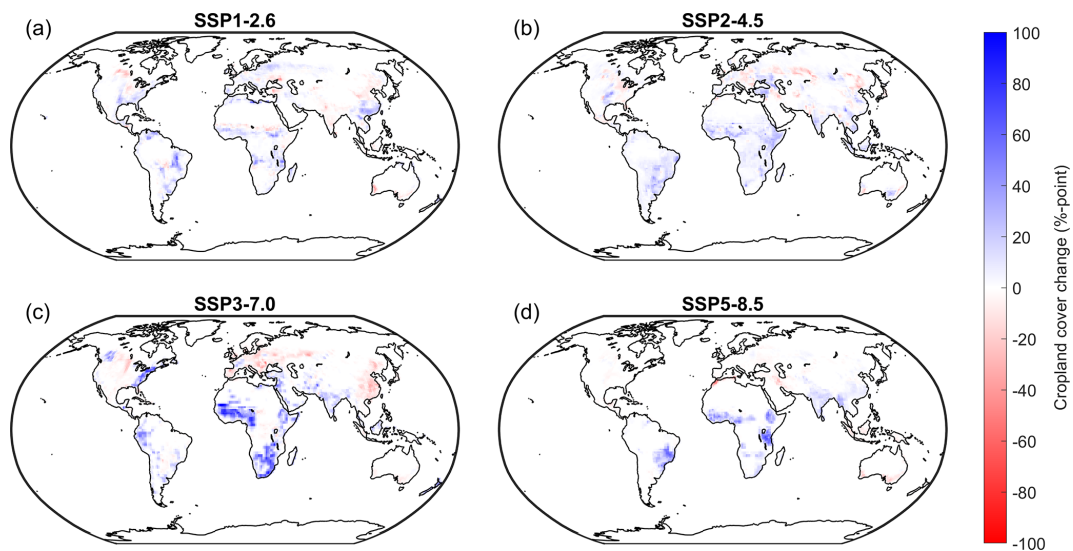 (a)
SSP1-2.6
(b)
SSP2-4.5
(c)
SSP3-7.0
(d)
SSP5-8.5
100
80
60
40
20
0
-20
-40
-60
-80
-100
Cropland cover change (%-point)